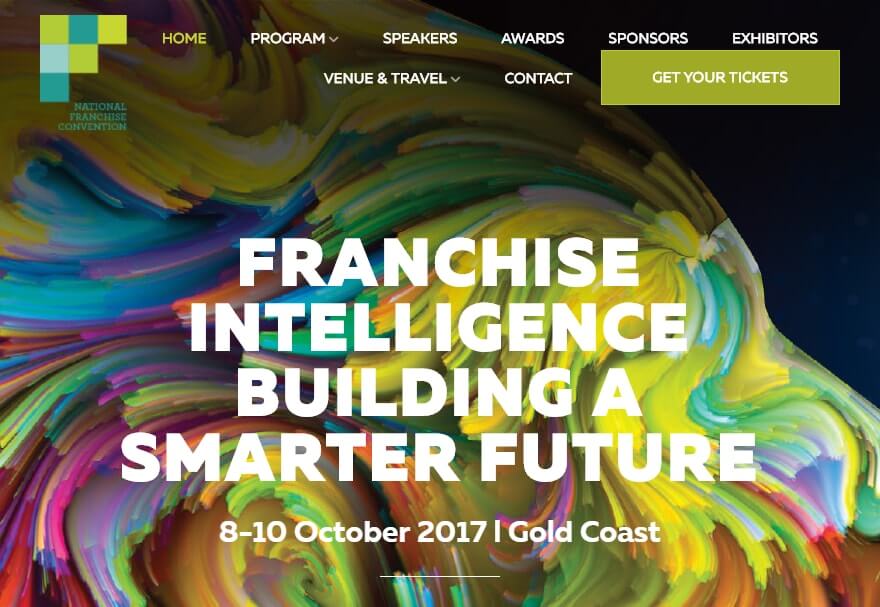 HOME PROGRAM SPEAKERS AWARDS SPONSORS EXHIBITORS
VENUE & TRAVEL CONTACT GET YOUR TICKETS
NATIONAL
FRANCHISE
CONVENTION
FRANCHISE
INTELLIGENCE
BUILDING A
SMARTER FUTURE
8-10 October 2017 | Gold Coast